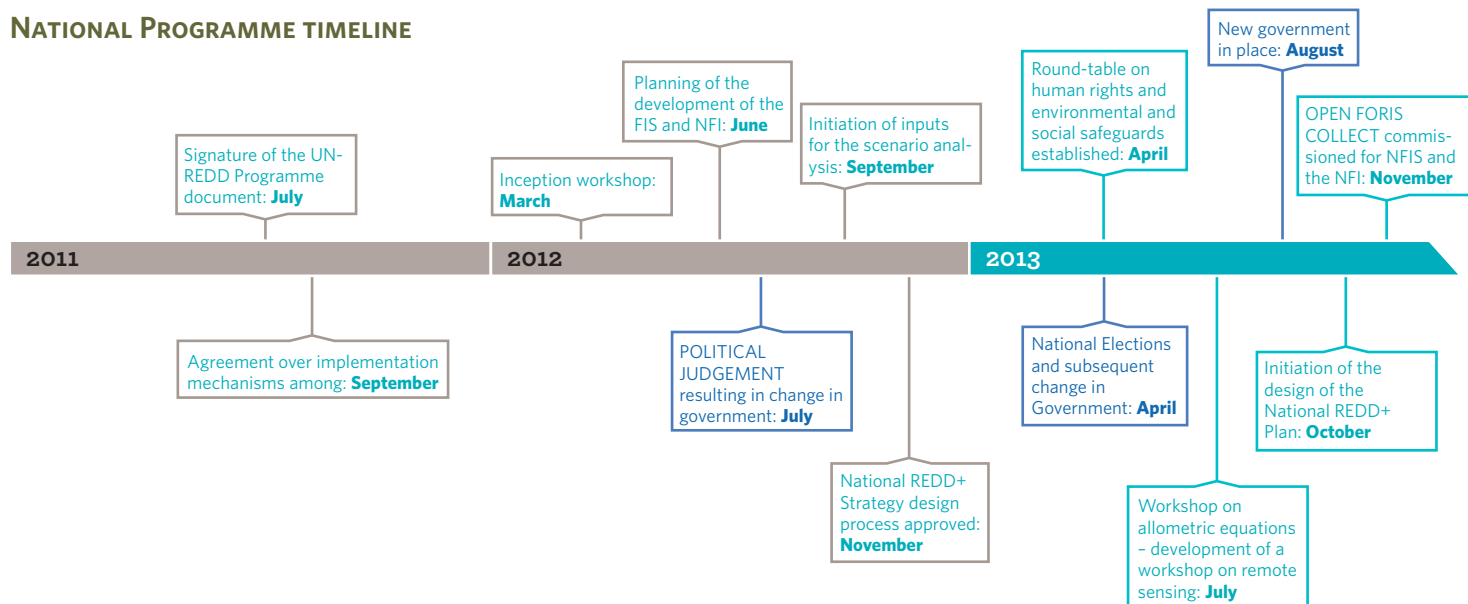 NATIONAL PROGRAMME TIMELINE
New government
in place: August
Planning of the
development of the
FIS and NFI: June
Round-table on
human rights and
environmental and
social safeguards
established: April
Initiation of inputs
for the scenario anal-
ysis: September
OPEN FORIS
COLLECT commis-
sioned for NFIS and
the NFI: November
Signature of the UN-
REDD Programme
document: July
Inception workshop:
March
2011
2012
2013
Agreement over implementation
mechanisms among: September
POLITICAL
JUDGEMENT
resulting in change in
government: July
National Elections
and subsequent
change in
Government: April
Initiation of the
design of the
National REDD+
Plan: October
National REDD+
Strategy design
process approved:
November
Workshop on
allometric equations
– development of a
workshop on remote
sensing: July